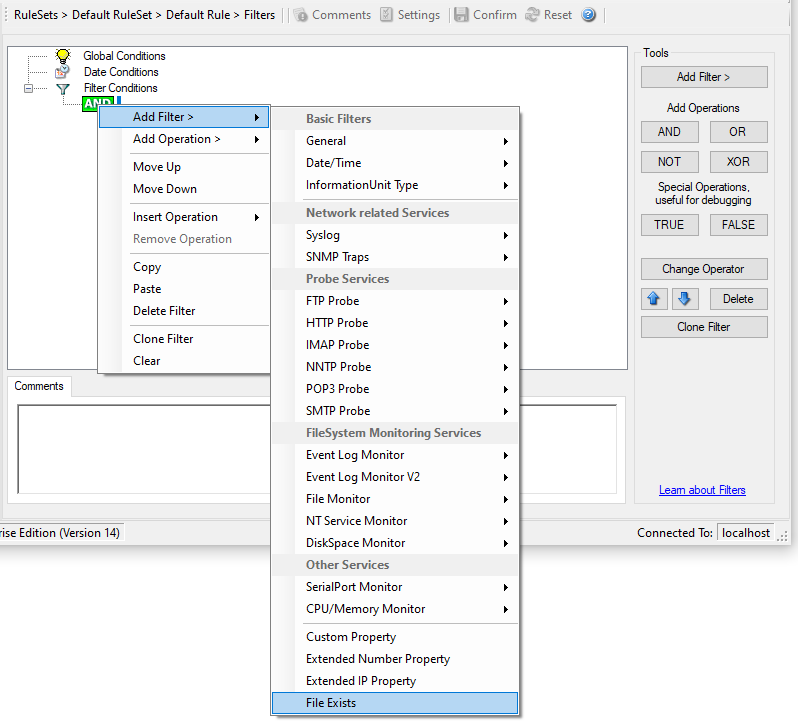 RuleSets > Default RuleSet > Default Rule > Filters
Comments
Settings
Confirm
Reset
Global Conditions
Date Conditions
Filter Conditions
AND
Add Filter >
Add Operation >
Move Up
Move Down
Insert Operation
Remove Operation
Copy
Paste
Delete Filter
Clone Filter
Clear
Basic Filters
General
Date/Time
InformationUnit Type
Network related Services
Syslog
SNMP Traps
Probe Services
FTP Probe
HTTP Probe
IMAP Probe
NNTP Probe
POP3 Probe
SMTP Probe
FileSystem Monitoring Services
Event Log Monitor
Event Log Monitor V2
File Monitor
NT Service Monitor
DiskSpace Monitor
Other Services
SerialPort Monitor
CPU/Memory Monitor
Custom Property
Extended Number Property
Extended IP Property
File Exists
Tools
Add Filter >
Add Operations
AND
OR
NOT
XOR
Special Operations,
useful for debugging
TRUE
FALSE
Change Operator
Delete
Clone Filter
Learn about Filters
Comments
rise Edition (Version 14)
Connected To:
localhost